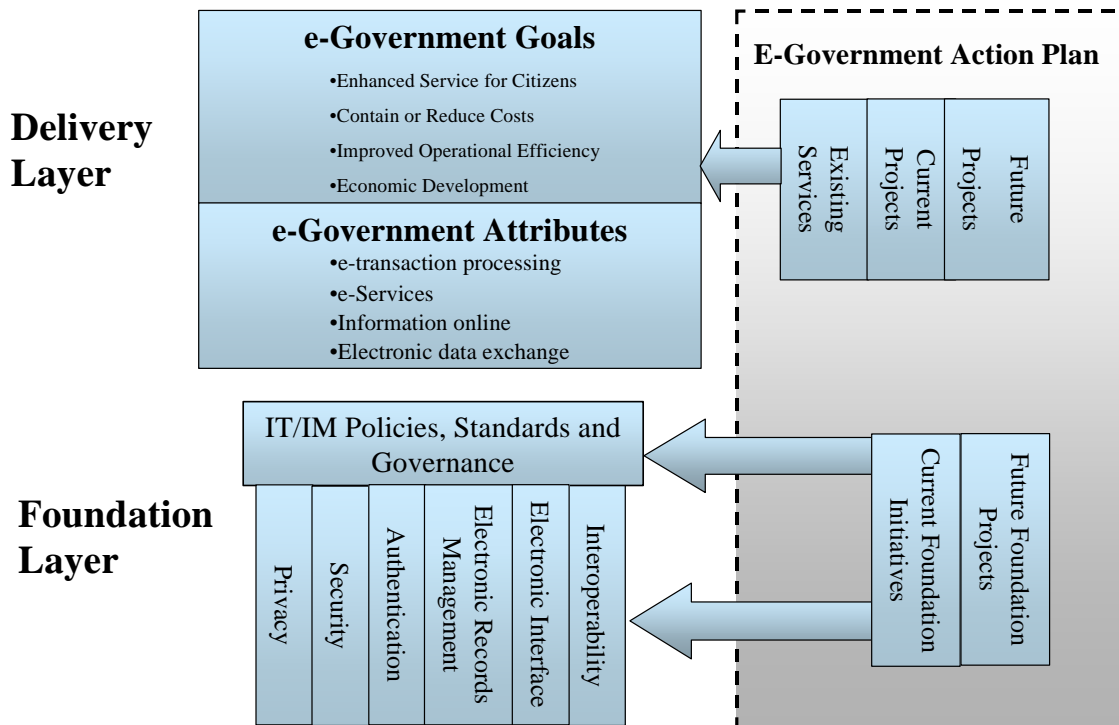 e-Government Goals
•Enhanced Service for Citizens
•Contain or Reduce Costs
•Improved Operational Efficiency
•Economic Development
Delivery
Layer
e-Government Attributes
•e-transaction processing
•e-Services
•Information online
•Electronic data exchange
E-Government Action Plan
Existing
Services
Current
Projects
Future
Projects
Foundation
Layer
IT/IM Policies, Standards and
Governance
Privacy
Security
Authentication
Electronic Records
Management
Electronic Interface
Interoperability
Current Foundation
Initiatives
Future Foundation
Projects